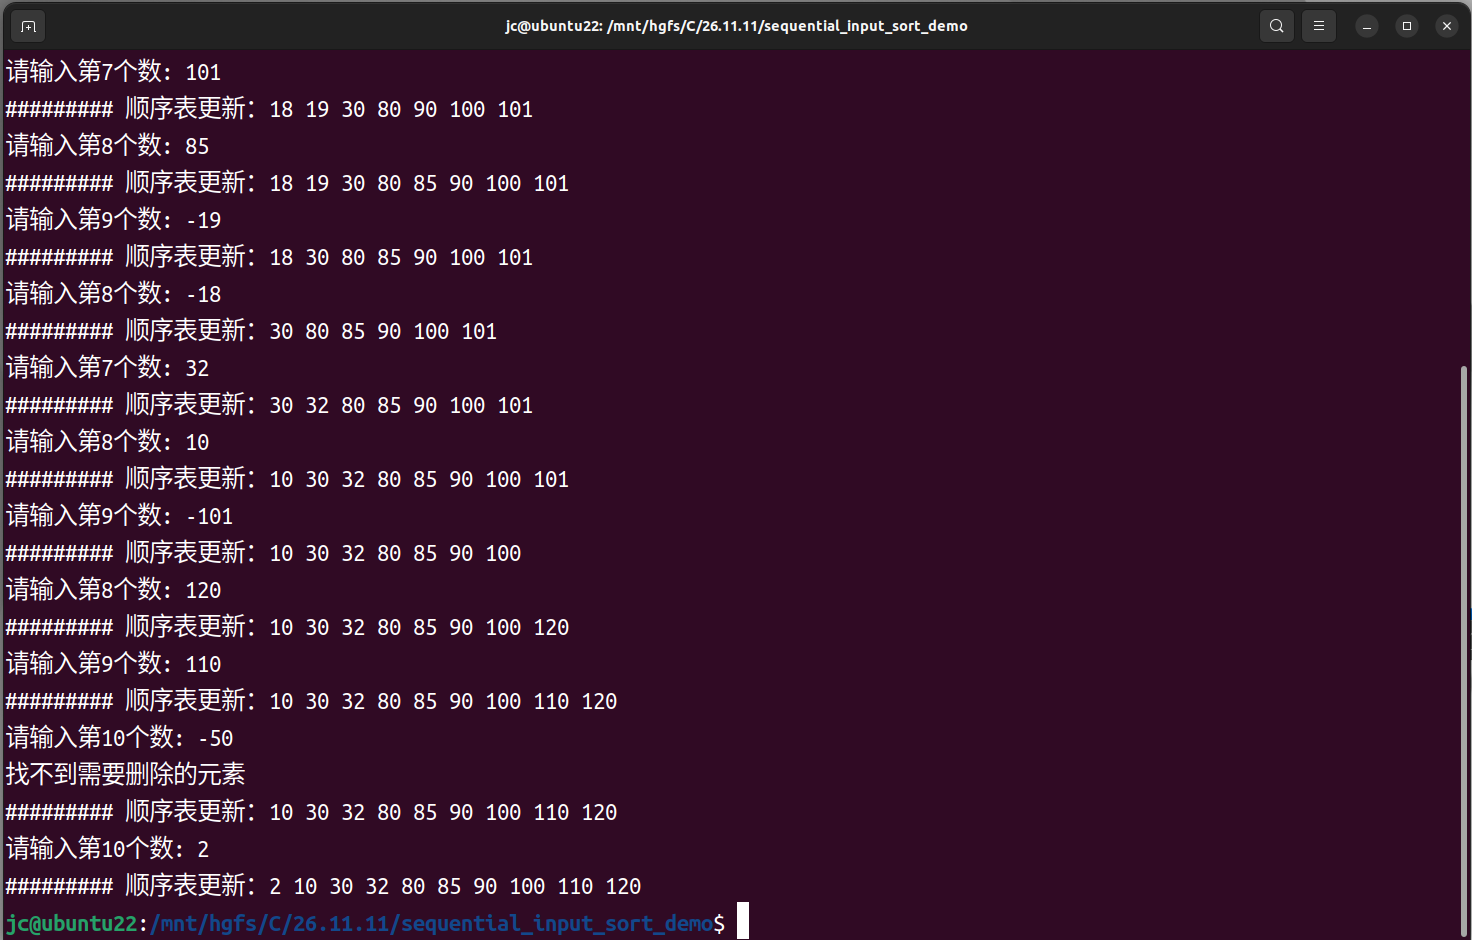 jc@ubuntu22: /mnt/hgfs/C/26.11.11/sequential_input_sort_demo
请输入第7个数: 101
######### 顺序表更新: 18 19 30 80 90 100 101
请输入第8个数: 85
######### 顺序表更新: 18 19 30 80 85 90 100 101
请输入第9个数: -19
######### 顺序表更新: 18 30 80 85 90 100 101
请输入第8个数: -18
######### 顺序表更新: 30 80 85 90 100 101
请输入第7个数: 32
######### 顺序表更新: 30 32 80 85 90 100 101
请输入第8个数: 10
######### 顺序表更新: 10 30 32 80 85 90 100 101
请输入第9个数: -101
######### 顺序表更新: 10 30 32 80 85 90 100
请输入第8个数: 120
######### 顺序表更新: 10 30 32 80 85 90 100 120
请输入第9个数: 110
######### 顺序表更新: 10 30 32 80 85 90 100 110 120
请输入第10个数: -50
找不到需要删除的元素
######### 顺序表更新: 10 30 32 80 85 90 100 110 120
请输入第10个数: 2
######### 顺序表更新: 2 10 30 32 80 85 90 100 110 120
jc@ubuntu22:/mnt/hgfs/C/26.11.11/sequential_input_sort_demo$